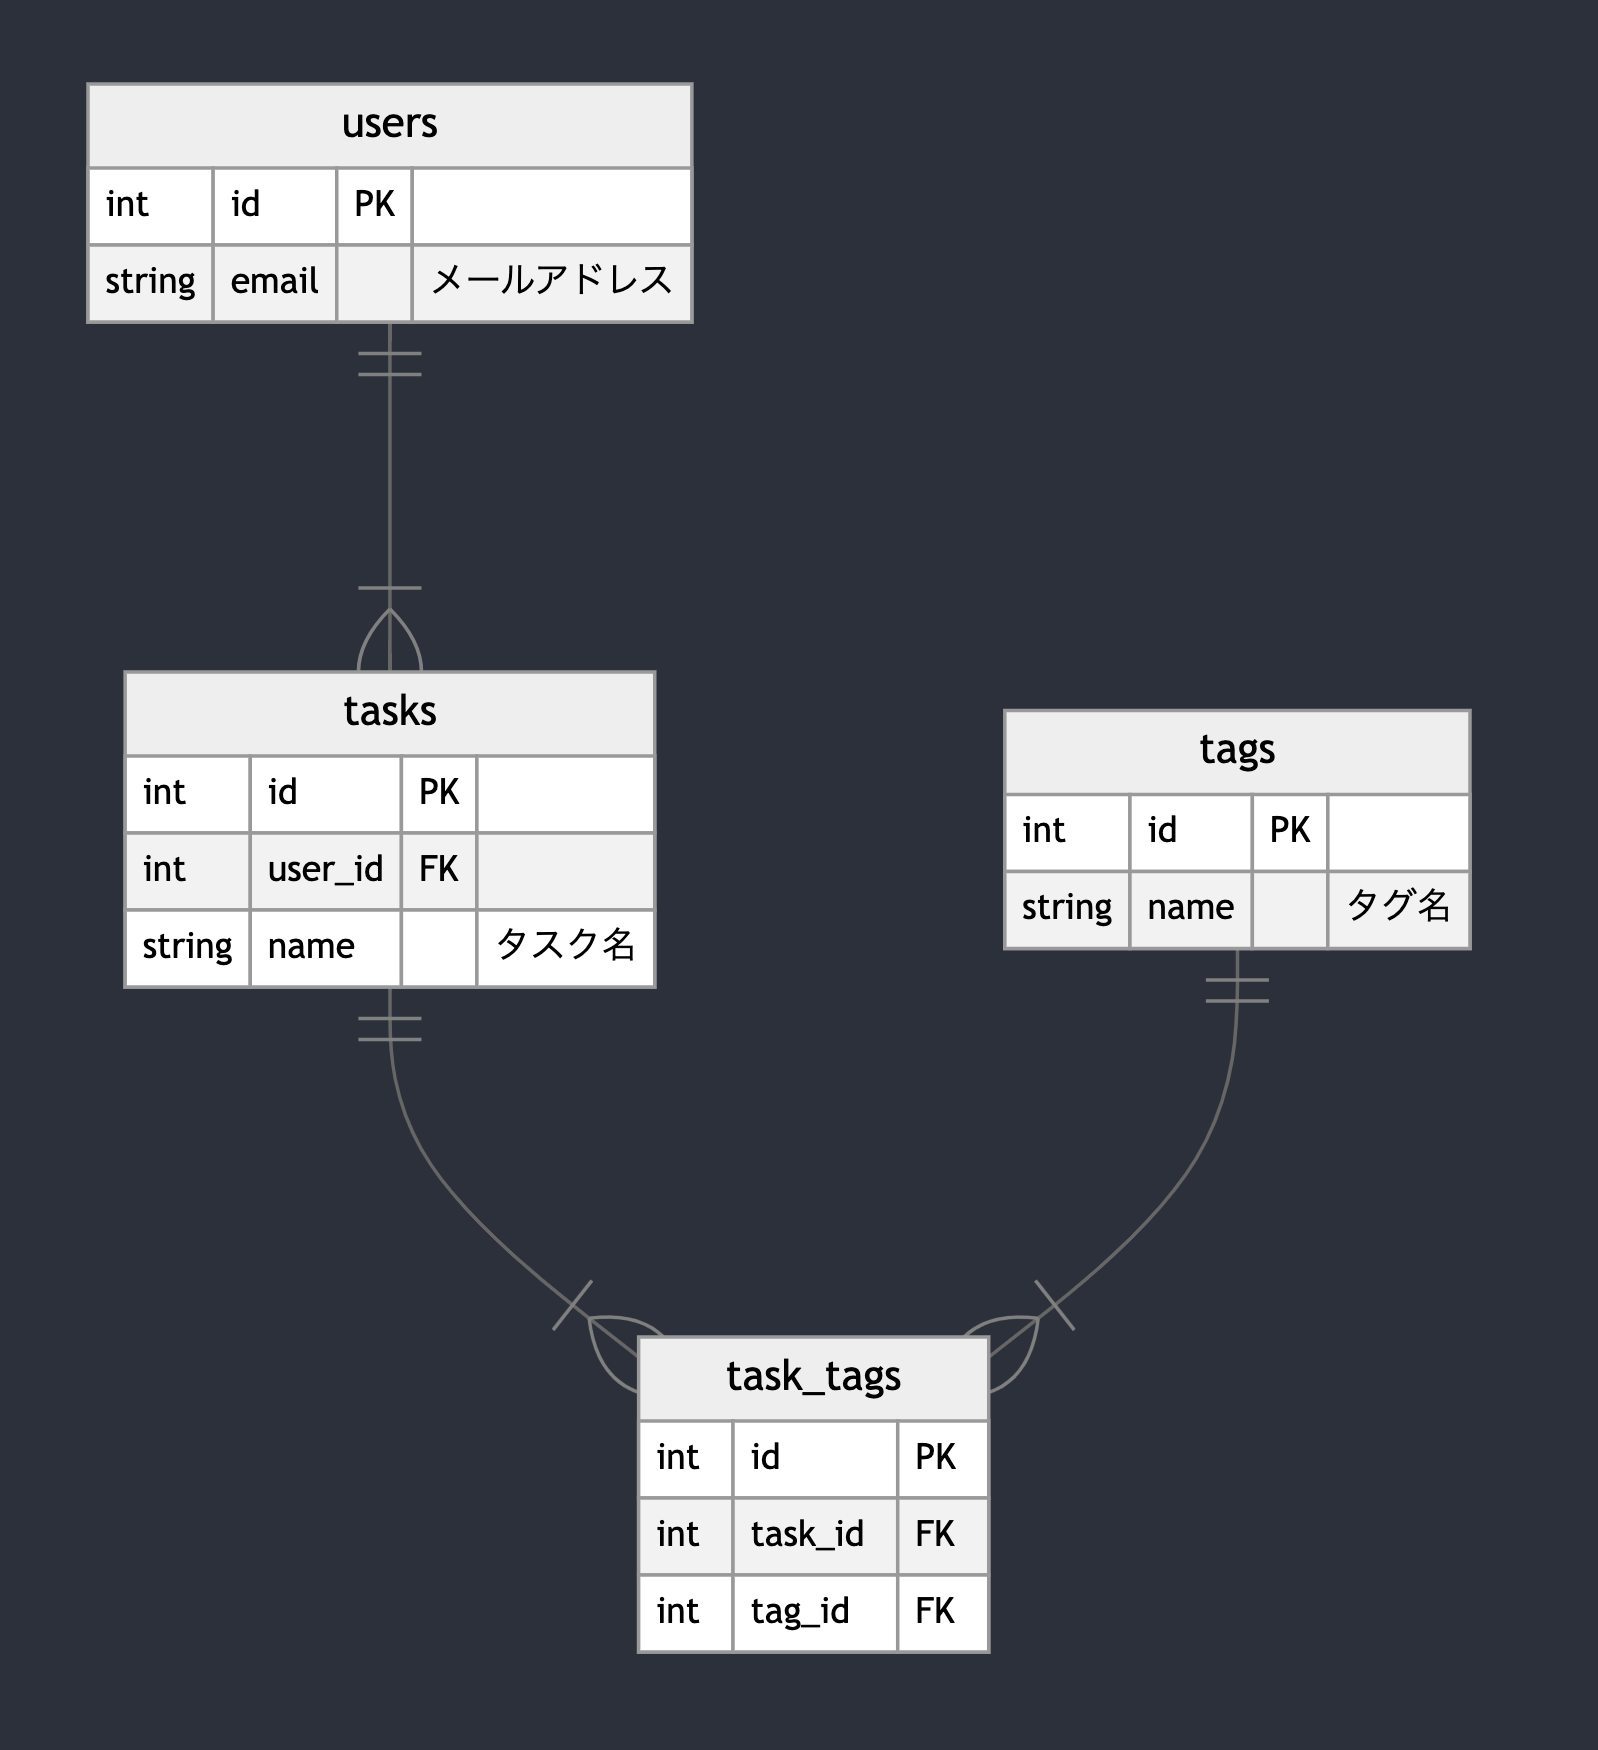 users
int id PK
string email メールアドレス
tasks
int id PK
int user_id FK
string name タスク名
tags
int id PK
string name タグ名
task_tags
int id PK
int task_id FK
int tag_id FK